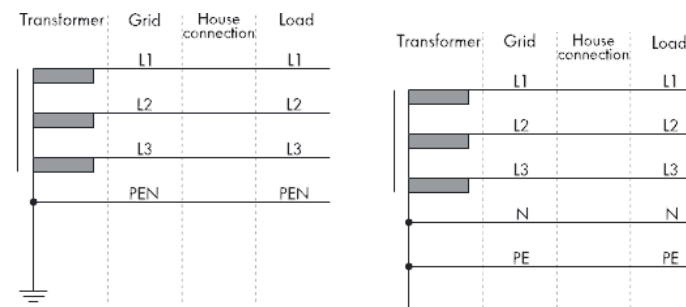 Transformer Grid House connection Load
L1 L1
L2 L2
L3 L3
PEN PEN
Transformer Grid House connection Load
L1 L1
L2 L2
L3 L3
N N
PE PE